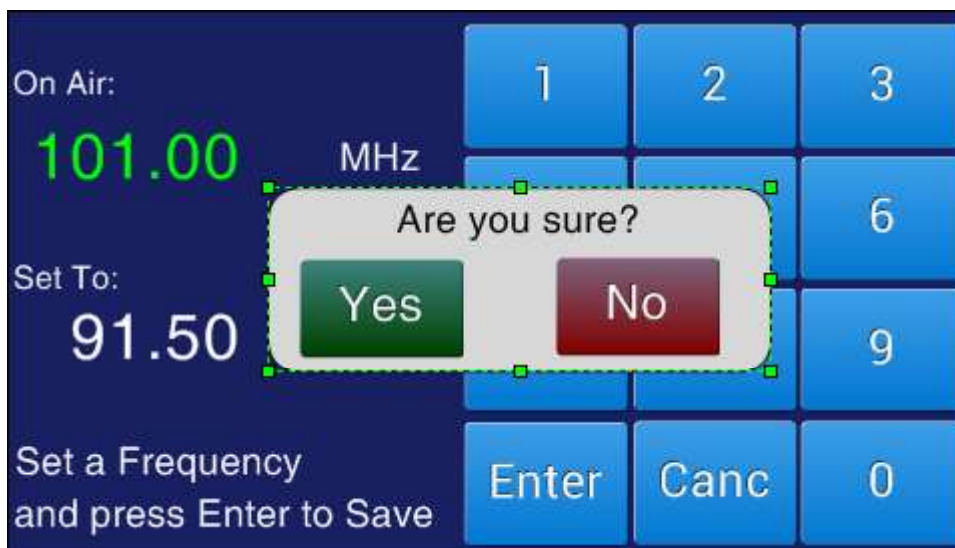 On Air:
101.00 MHz
Set To:
91.50
Set a Frequency
and press Enter to Save
Are you sure?
Yes No
1 2 3
6
9
Enter Canc 0